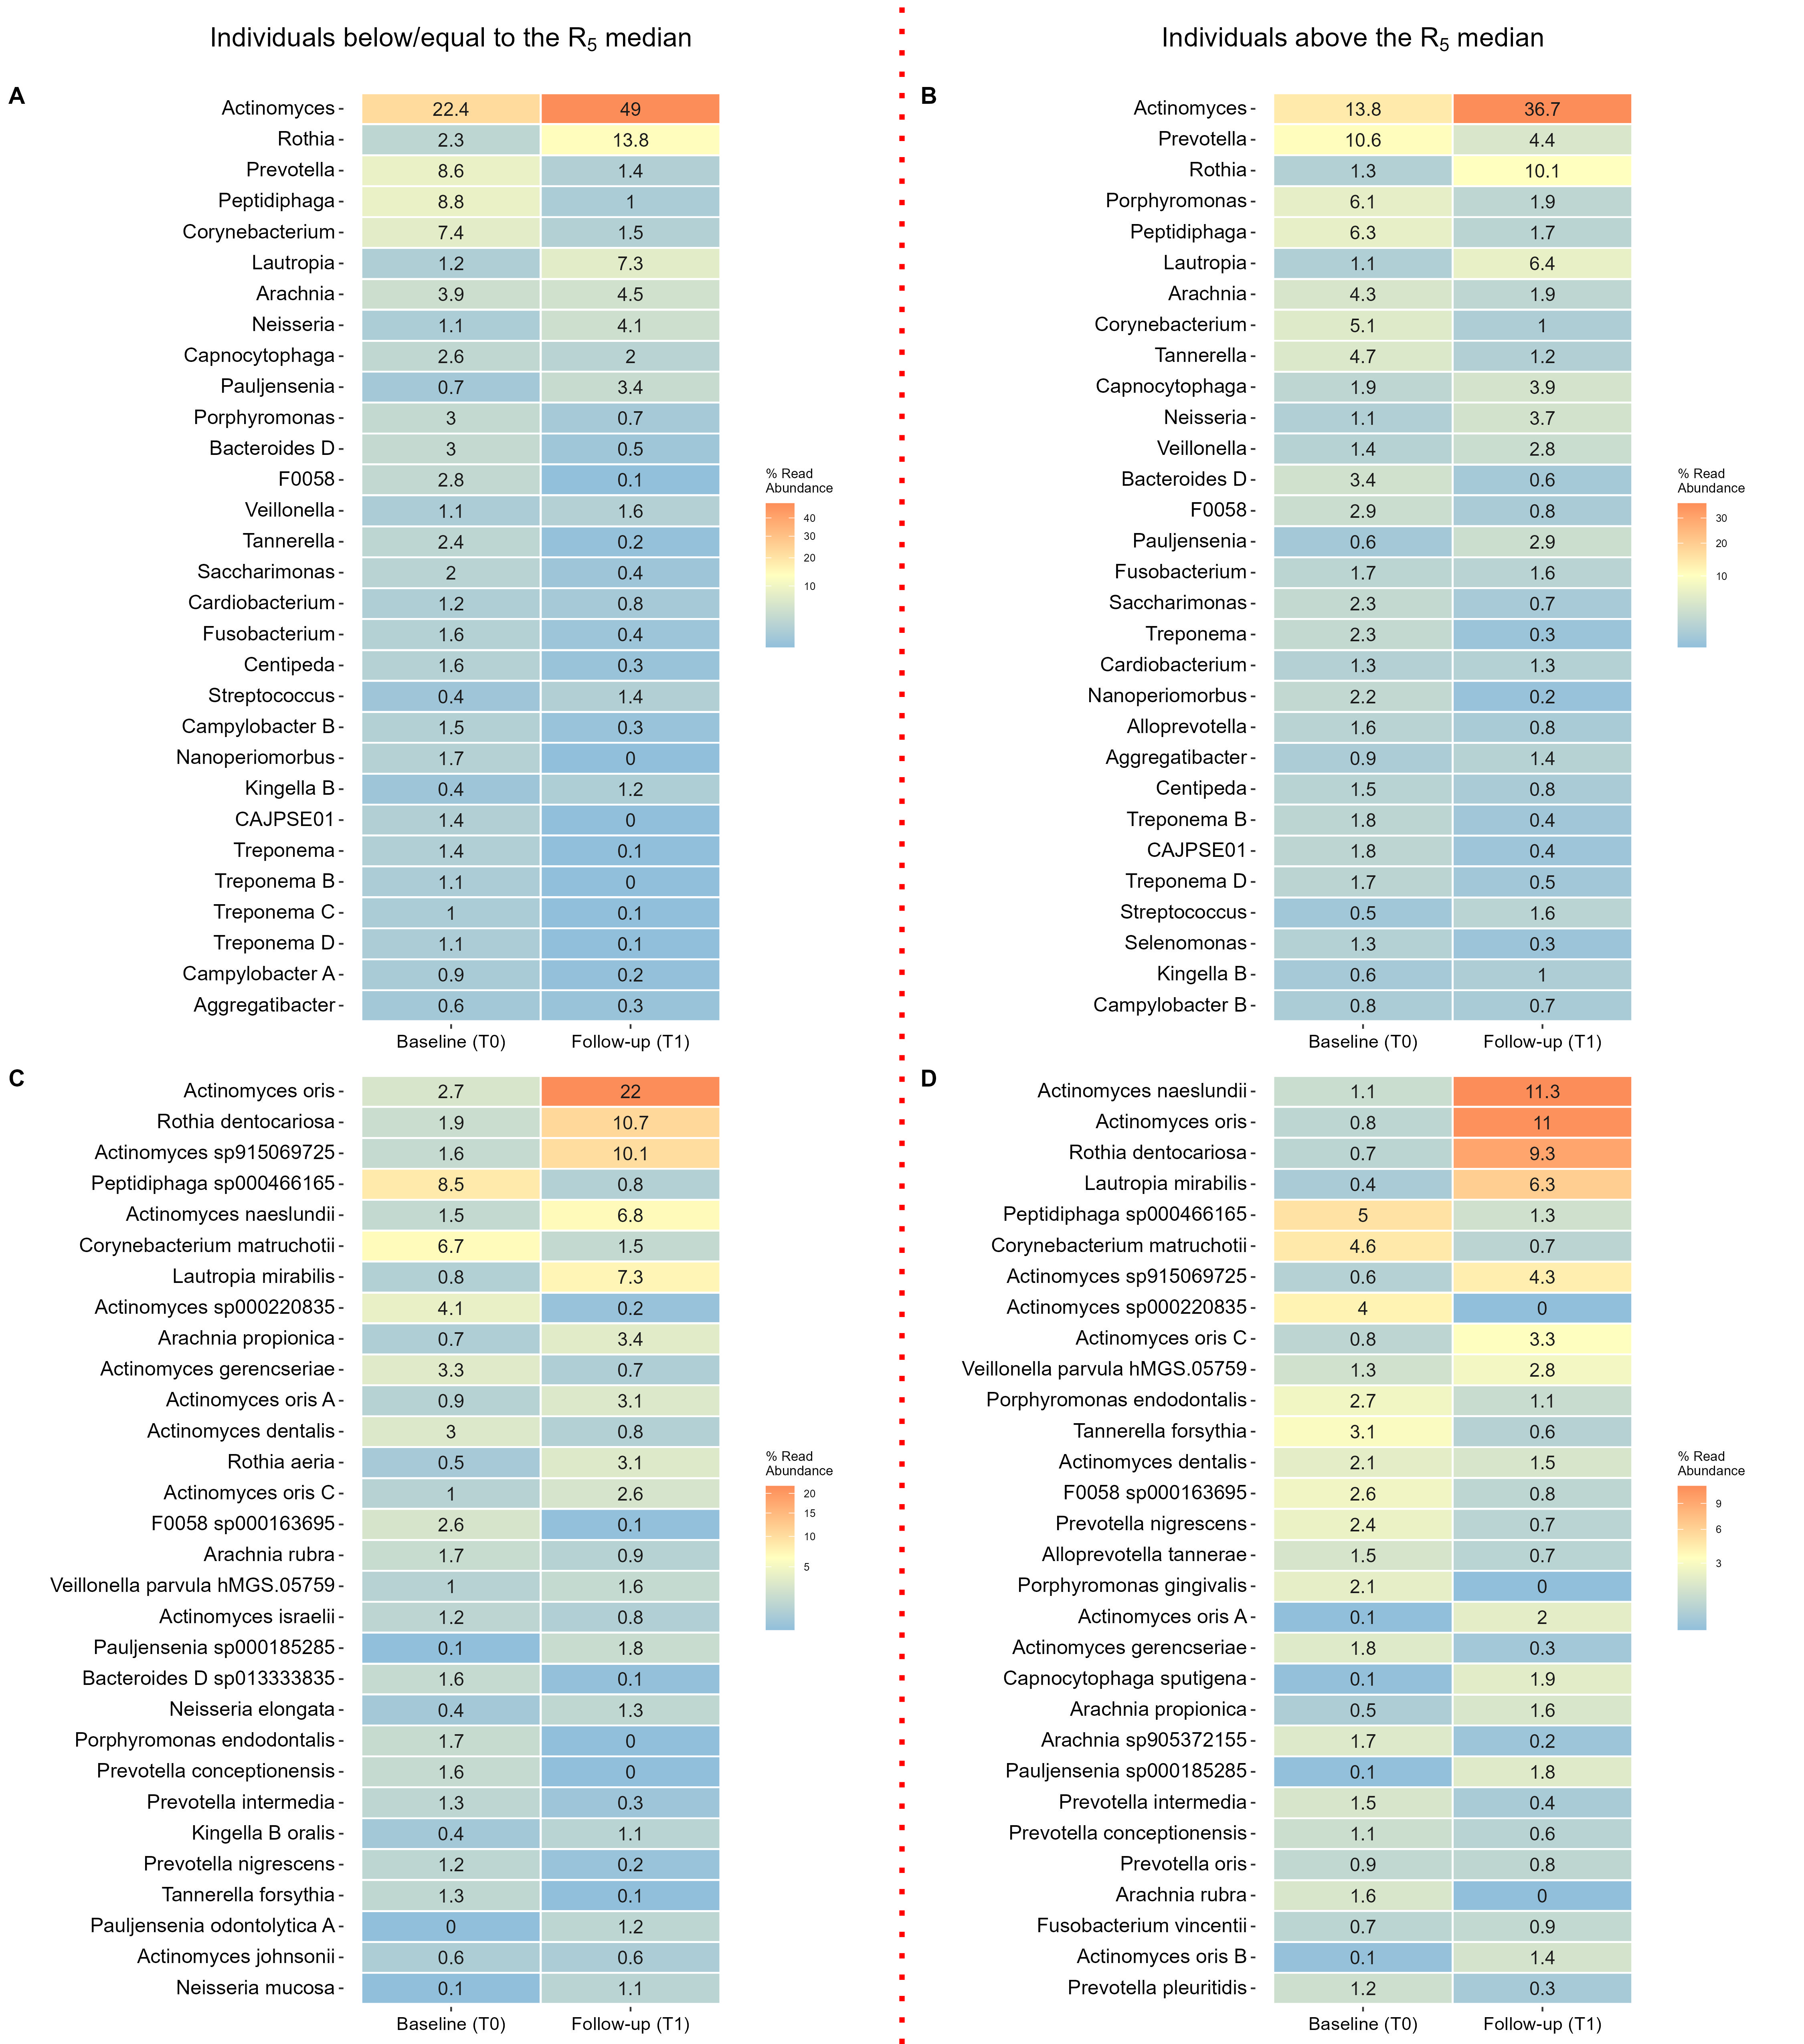 Individuals below/equal to the R5 median
Individuals above the R5 median
A
Actinomyces 22.4 49
Rothia 2.3 13.8
Prevotella 8.6 1.4
Peptidiphaga 8.8 1
Corynebacterium 7.4 1.5
Lautropia 1.2 7.3
Arachnia 3.9 4.5
Neisseria 1.1 4.1
Capnocytophaga 2.6 2
Pauljensenia 0.7 3.4
Porphyromonas 3 0.7
Bacteroides D 3 0.5
F0058 2.8 0.1
Veillonella 1.1 1.6
Tannerella 2.4 0.2
Saccharimonas 2 0.4
Cardiobacterium 1.2 0.8
Fusobacterium 1.6 0.4
Centipeda 1.6 0.3
Streptococcus 0.4 1.4
Campylobacter B 1.5 0.3
Nanoperiomorbus 1.7 0
Kingella B 0.4 1.2
CAJPSE01 1.4 0
Treponema 1.4 0.1
Treponema B 1.1 0
Treponema C 1 0.1
Treponema D 1.1 0.1
Campylobacter A 0.9 0.2
Aggregatibacter 0.6 0.3
Baseline (T0) Follow-up (T1)
% Read
Abundance
40
30
20
10
B
Actinomyces 13.8 36.7
Prevotella 10.6 4.4
Rothia 1.3 10.1
Porphyromonas 6.1 1.9
Peptidiphaga 6.3 1.7
Lautropia 1.1 6.4
Arachnia 4.3 1.9
Corynebacterium 5.1 1
Tannerella 4.7 1.2
Capnocytophaga 1.9 3.9
Neisseria 1.1 3.7
Veillonella 1.4 2.8
Bacteroides D 3.4 0.6
F0058 2.9 0.8
Pauljensenia 0.6 2.9
Fusobacterium 1.7 1.6
Saccharimonas 2.3 0.7
Treponema 2.3 0.3
Cardiobacterium 1.3 1.3
Nanoperiomorbus 2.2 0.2
Alloprevotella 1.6 0.8
Aggregatibacter 0.9 1.4
Centipeda 1.5 0.8
Treponema B 1.8 0.4
CAJPSE01 1.8 0.4
Treponema D 1.7 0.5
Streptococcus 0.5 1.6
Selenomonas 1.3 0.3
Kingella B 0.6 1
Campylobacter B 0.8 0.7
Baseline (T0) Follow-up (T1)
% Read
Abundance
30
20
10
C
Actinomyces oris 2.7 22
Rothia dentocariosa 1.9 10.7
Actinomyces sp915069725 1.6 10.1
Peptidiphaga sp000466165 8.5 0.8
Actinomyces naeslundii 1.5 6.8
Corynebacterium matruchotii 6.7 1.5
Lautropia mirabilis 0.8 7.3
Actinomyces sp000220835 4.1 0.2
Arachnia propionica 0.7 3.4
Actinomyces gerencseriae 3.3 0.7
Actinomyces oris A 0.9 3.1
Actinomyces dentalis 3 0.8
Rothia aeria 0.5 3.1
Actinomyces oris C 1 2.6
F0058 sp000163695 2.6 0.1
Arachnia rubra 1.7 0.9
Veillonella parvula hMGS.05759 1 1.6
Actinomyces israelii 1.2 0.8
Pauljensenia sp000185285 0.1 1.8
Bacteroides D sp013333835 1.6 0.1
Neisseria elongata 0.4 1.3
Porphyromonas endodontalis 1.7 0
Prevotella conceptionensis 1.6 0
Prevotella intermedia 1.3 0.3
Kingella B oralis 0.4 1.1
Prevotella nigrescens 1.2 0.2
Tannerella forsythia 1.3 0.1
Pauljensenia odontolytica A 0 1.2
Actinomyces johnsonii 0.6 0.6
Neisseria mucosa 0.1 1.1
Baseline (T0) Follow-up (T1)
% Read
Abundance
20
15
10
5
D
Actinomyces naeslundii 1.1 11.3
Actinomyces oris 0.8 11
Rothia dentocariosa 0.7 9.3
Lautropia mirabilis 0.4 6.3
Peptidiphaga sp000466165 5 1.3
Corynebacterium matruchotii 4.6 0.7
Actinomyces sp915069725 0.6 4.3
Actinomyces sp000220835 4 0
Actinomyces oris C 0.8 3.3
Veillonella parvula hMGS.05759 1.3 2.8
Porphyromonas endodontalis 2.7 1.1
Tannerella forsythia 3.1 0.6
Actinomyces dentalis 2.1 1.5
F0058 sp000163695 2.6 0.8
Prevotella nigrescens 2.4 0.7
Alloprevotella tannerae 1.5 0.7
Porphyromonas gingivalis 2.1 0
Actinomyces oris A 0.1 2
Actinomyces gerencseriae 1.8 0.3
Capnocytophaga sputigena 0.1 1.9
Arachnia propionica 0.5 1.6
Arachnia sp905372155 1.7 0.2
Pauljensenia sp000185285 0.1 1.8
Prevotella intermedia 1.5 0.4
Prevotella conceptionensis 1.1 0.6
Prevotella oris 0.9 0.8
Arachnia rubra 1.6 0
Fusobacterium vincentii 0.7 0.9
Actinomyces oris B 0.1 1.4
Prevotella pleuritidis 1.2 0.3
Baseline (T0) Follow-up (T1)
% Read
Abundance
9
6
3